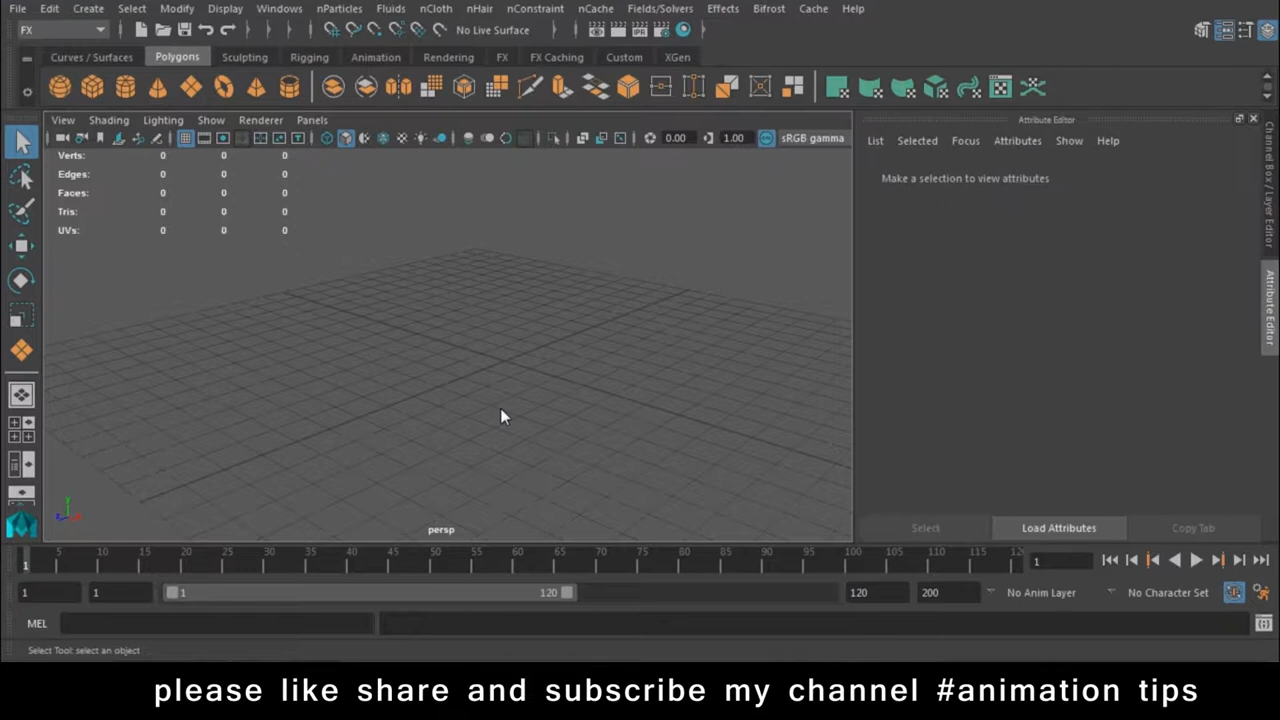 File Edit Create Select Modify Display Windows nParticles Fluids nCloth nHair nConstraint nCache Fields/Solvers Effects Bifrost Cache Help
FX No Live Surface
Curves / Surfaces Polygons Sculpting Rigging Animation Rendering FX FX Caching Custom XGen
View Shading Lighting Show Renderer Panels
0.00 1.00 sRGB gamma
Verts: 0 0 0
Edges: 0 0 0
Faces: 0 0 0
Tris: 0 0 0
UVs: 0 0 0
persp
Attribute Editor
List Selected Focus Attributes Show Help
Make a selection to view attributes
Select Load Attributes Copy Tab
Channel Box / Layer Editor
Attribute Editor
1 5 10 15 20 25 30 35 40 45 50 55 60 65 70 75 80 85 90 95 100 105 110 115 12 1
1 1 1 120 120 200 No Anim Layer No Character Set
MEL
Select Tool: select an object
please like share and subscribe my channel #animation tips